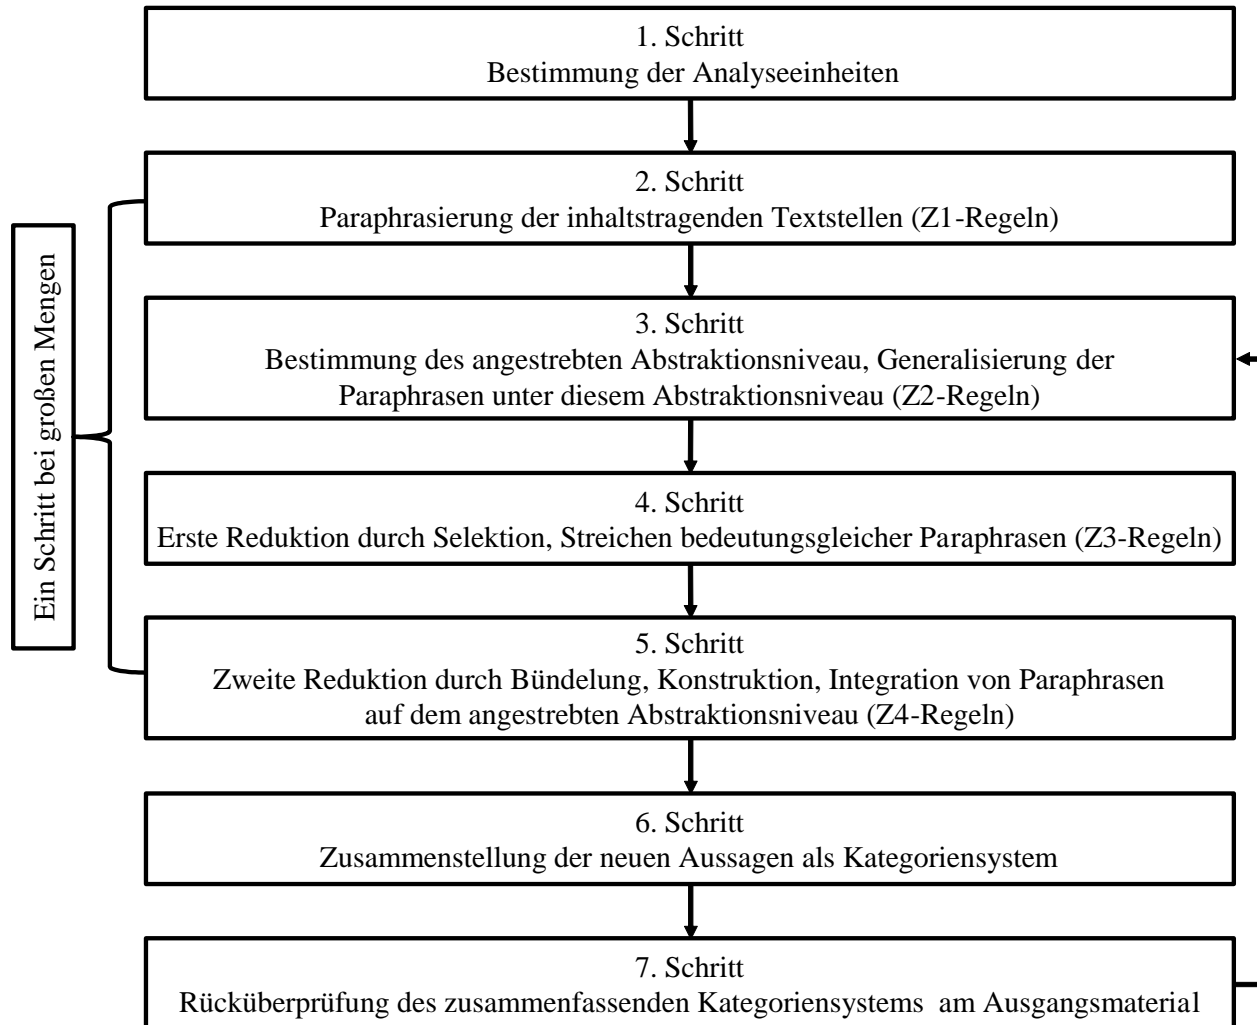 1. Schritt
Bestimmung der Analyseeinheiten
2. Schritt
Paraphrasierung der inhaltstragenden Textstellen (Z1-Regeln)
Ein Schritt bei großen Mengen
3. Schritt
Bestimmung des angestrebten Abstraktionsniveau, Generalisierung der
Paraphrasen unter diesem Abstraktionsniveau (Z2-Regeln)
4. Schritt
Erste Reduktion durch Selektion, Streichen bedeutungsgleicher Paraphrasen (Z3-Regeln)
5. Schritt
Zweite Reduktion durch Bündelung, Konstruktion, Integration von Paraphrasen
auf dem angestrebten Abstraktionsniveau (Z4-Regeln)
6. Schritt
Zusammenstellung der neuen Aussagen als Kategoriensystem
7. Schritt
Rücküberprüfung des zusammenfassenden Kategoriensystems  am Ausgangsmaterial